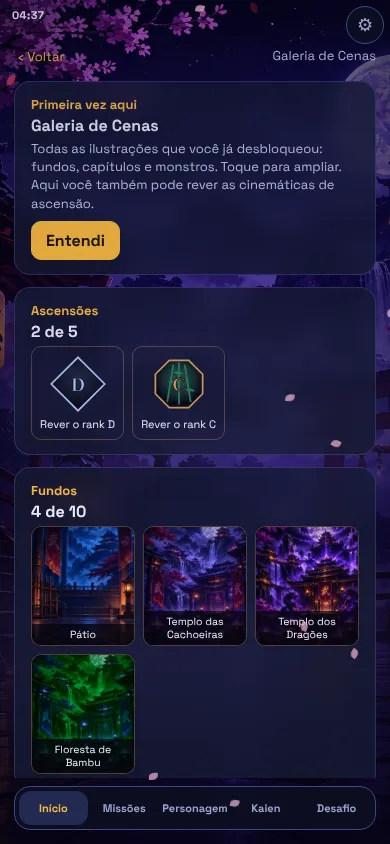 04:37
‹ Voltar
Galeria de Cenas
Primeira vez aqui
Galeria de Cenas
Todas as ilustrações que você já desbloqueou:
fundos, capítulos e monstros. Toque para ampliar.
Aqui você também pode rever as cinemáticas de
ascensão.
Entendi
Ascensões
2 de 5
D
C
Rever o rank D
Rever o rank C
Fundos
4 de 10
Pátio
Templo das
Cachoeiras
Templo dos
Dragões
Floresta de
Bambu
Início
Missões
Personagem
Kaien
Desafio